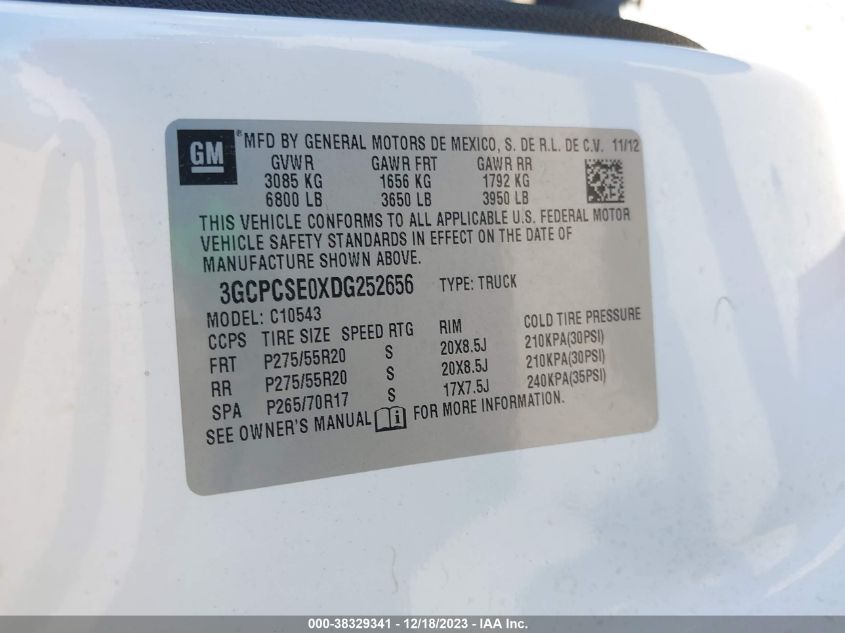 GM ® MFD BY GENERAL MOTORS DE MEXICO, S. DE R.L. DE C.V. 11/12
GVWR GAWR FRT GAWR RR
3085 KG 1656 KG 1792 KG
6800 LB 3650 LB 3950 LB
THIS VEHICLE CONFORMS TO ALL APPLICABLE U.S. FEDERAL MOTOR
VEHICLE SAFETY STANDARDS IN EFFECT ON THE DATE OF
MANUFACTURE SHOWN ABOVE.
3GCPCSE0XDG252656 TYPE: TRUCK
MODEL: C10543
CCPS TIRE SIZE SPEED RTG RIM COLD TIRE PRESSURE
FRT P275/55R20 S 20X8.5J 210KPA(30PSI)
RR P275/55R20 S 20X8.5J 210KPA(30PSI)
SPA P265/70R17 S 17X7.5J 240KPA(35PSI)
SEE OWNER'S MANUAL i FOR MORE INFORMATION.
000-38329341 - 12/18/2023 - IAA Inc.